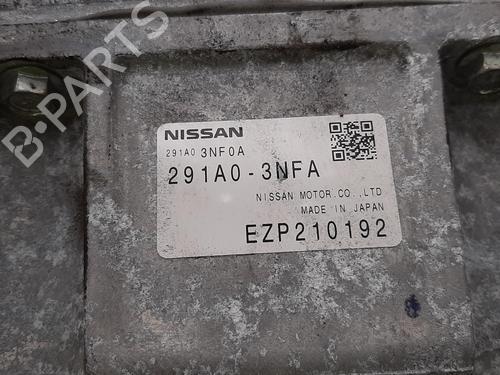 NISSAN
291A0 3NF0A
291A0-3NFA
NISSAN MOTOR.CO.,LTD
MADE IN JAPAN
EZP210192
B-PARTS